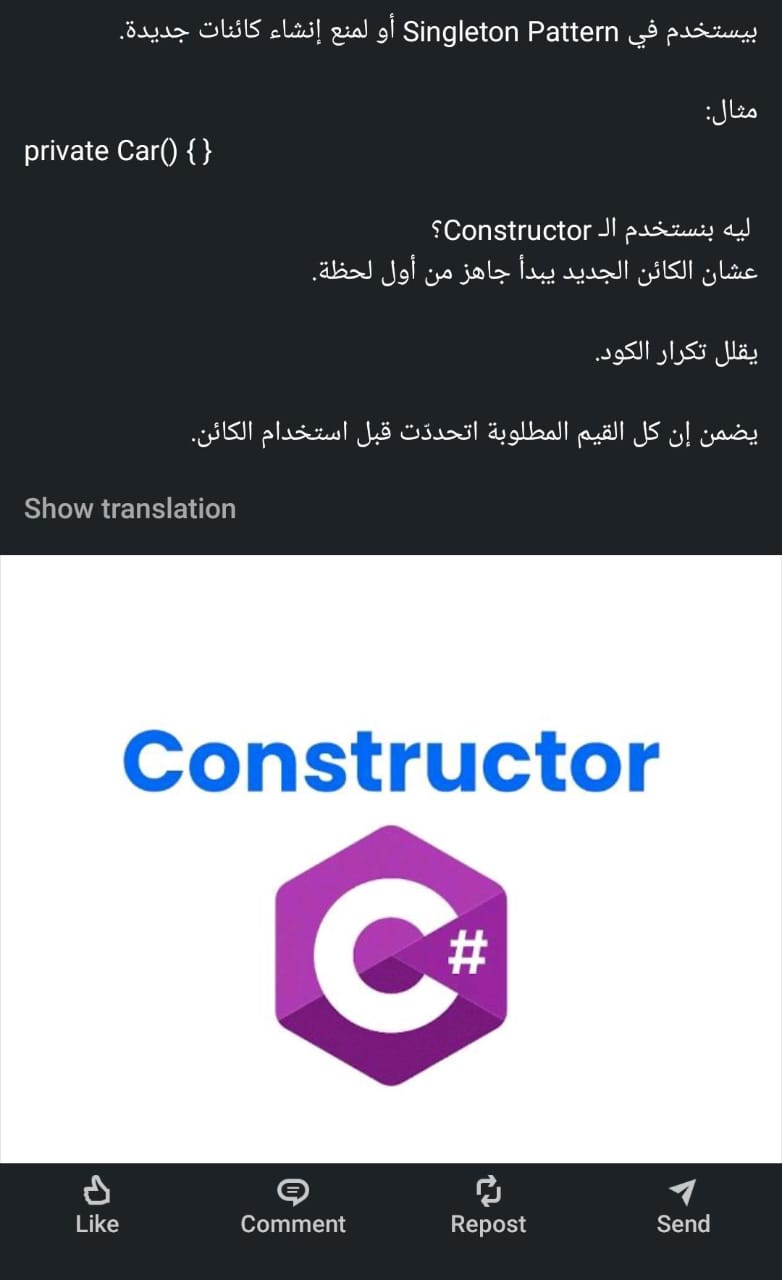 بيستخدم في Singleton Pattern أو لمنع إنشاء كائنات جديدة.
مثال:
private Car() { }
ليه بنستخدم الـ Constructor؟
عشان الكائن الجديد يبدأ جاهز من أول لحظة.
يقلل تكرار الكود.
يضمن إن كل القيم المطلوبة اتحددّت قبل استخدام الكائن.
Show translation
Constructor
C#
Like Comment Repost Send